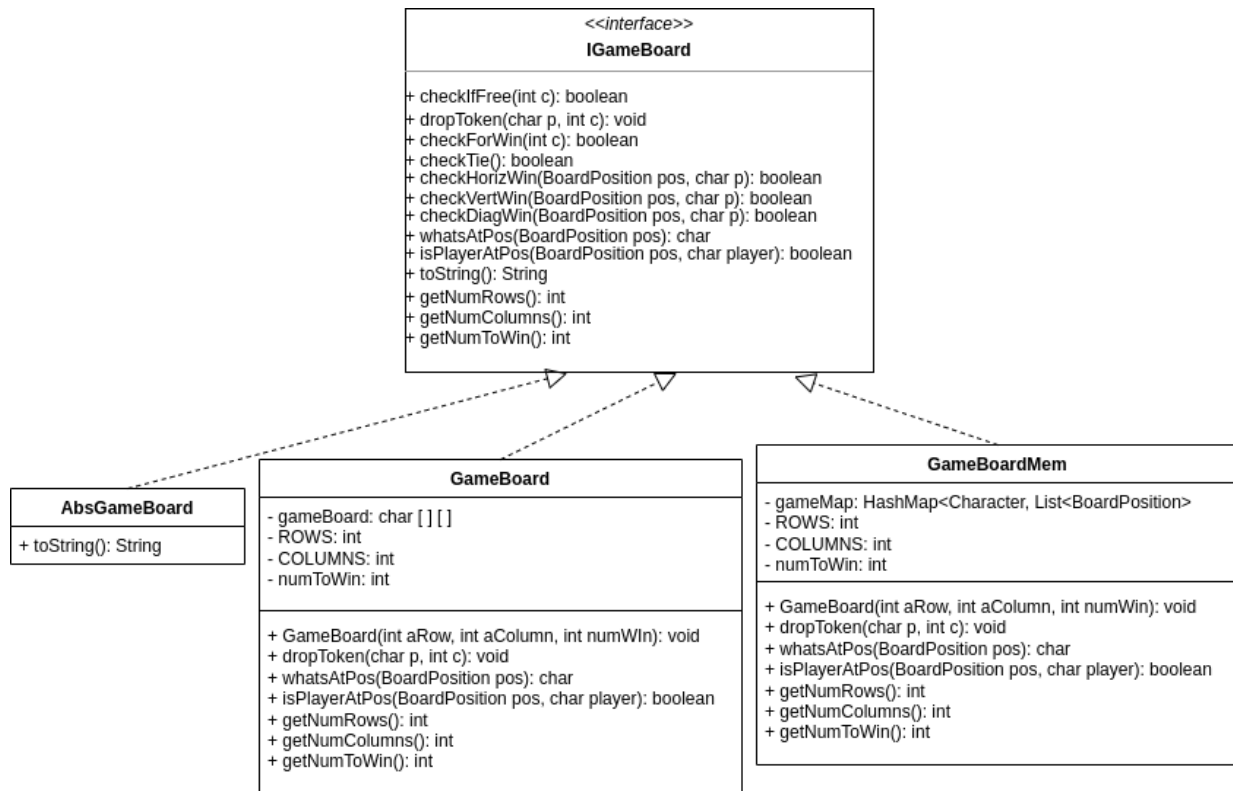 <<interface>>
IGameBoard
+ checkIfFree(int c): boolean
+ dropToken(char p, int c): void
+ checkForWin(int c): boolean
+ checkTie(): boolean
+ checkHorizWin(BoardPosition pos, char p): boolean
+ checkVertWin(BoardPosition pos, char p): boolean
+ checkDiagWin(BoardPosition pos, char p): boolean
+ whatsAtPos(BoardPosition pos): char
+ isPlayerAtPos(BoardPosition pos, char player): boolean
+ toString(): String
+ getNumRows(): int
+ getNumColumns(): int
+ getNumToWin(): int
AbsGameBoard
+ toString(): String
GameBoard
- gameBoard: char [ ] [ ]
- ROWS: int
- COLUMNS: int
- numToWin: int
+ GameBoard(int aRow, int aColumn, int numWIn): void
+ dropToken(char p, int c): void
+ whatsAtPos(BoardPosition pos): char
+ isPlayerAtPos(BoardPosition pos, char player): boolean
+ getNumRows(): int
+ getNumColumns(): int
+ getNumToWin(): int
GameBoardMem
- gameMap: HashMap<Character, List<BoardPosition>
- ROWS: int
- COLUMNS: int
- numToWin: int
+ GameBoard(int aRow, int aColumn, int numWin): void
+ dropToken(char p, int c): void
+ whatsAtPos(BoardPosition pos): char
+ isPlayerAtPos(BoardPosition pos, char player): boolean
+ getNumRows(): int
+ getNumColumns(): int
+ getNumToWin(): int